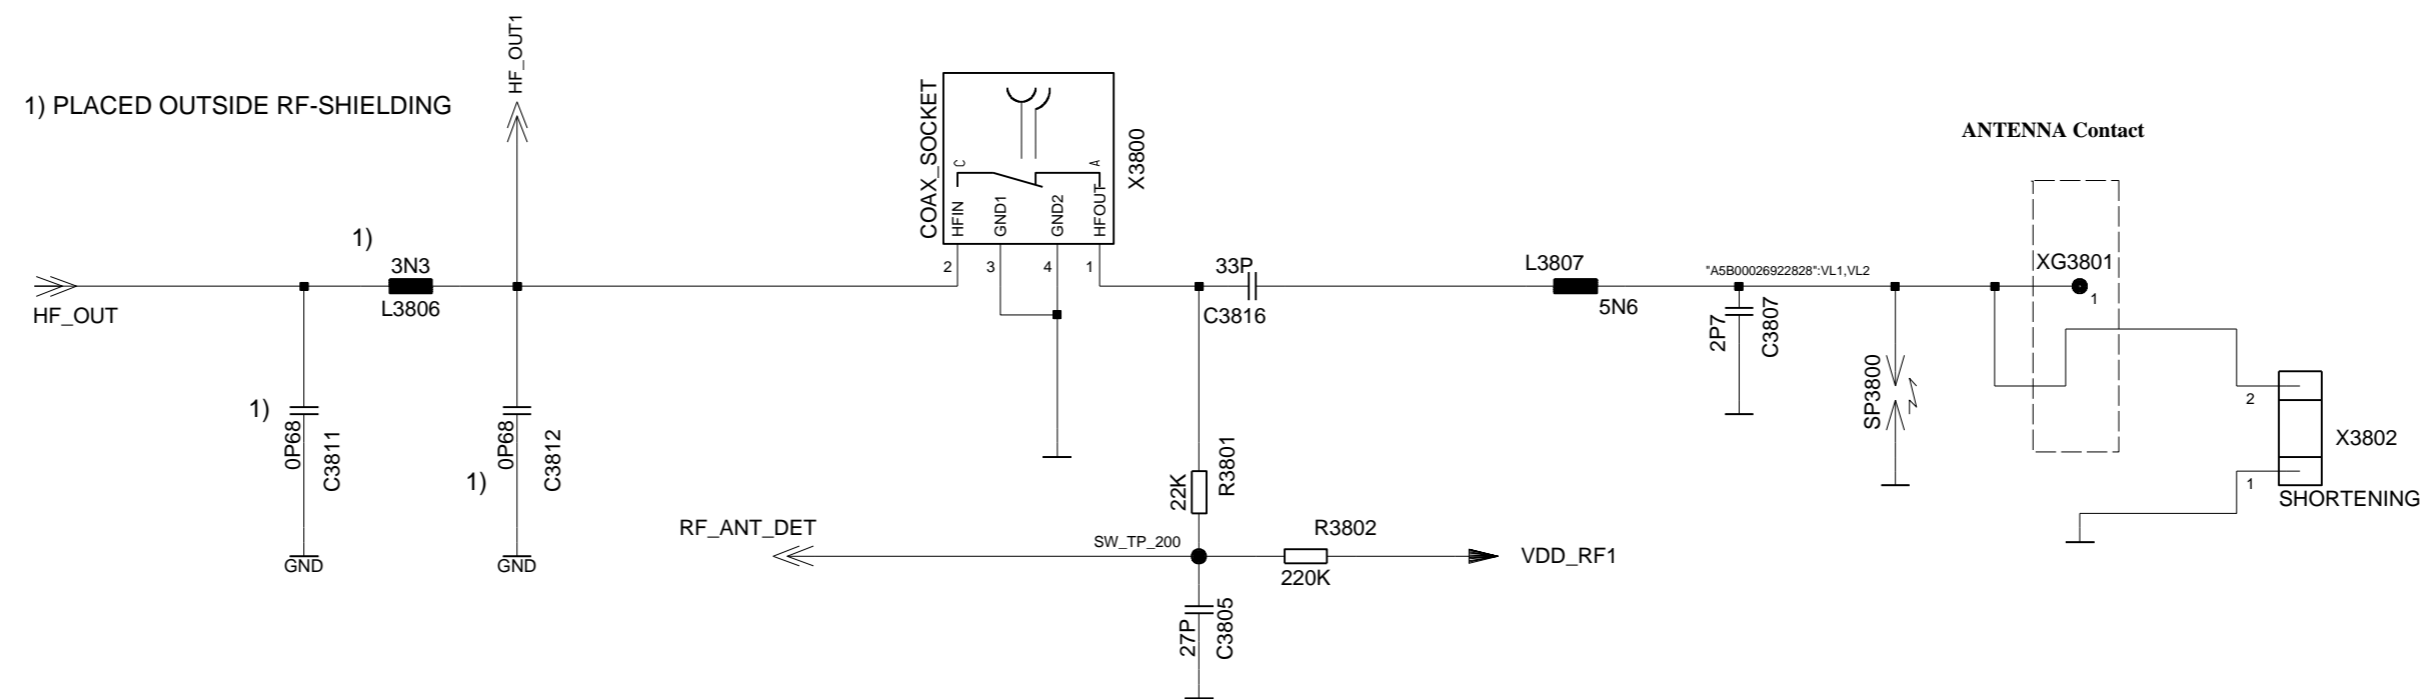 HF_OUT1
1) PLACED OUTSIDE RF-SHIELDING
COAX_SOCKET
C
A
HFIN
GND1
GND2
HFOUT
X3800
2
3
4
1
ANTENNA Contact
1)
3N3
L3806
HF_OUT
33P
C3816
L3807
5N6
"A5B00026922828":VL1,VL2
XG3801
1
1)
0P68
C3811
GND
0P68
C3812
1)
GND
2P7
C3807
SP3800
2
X3802
1
SHORTENING
22K
R3801
RF_ANT_DET
SW_TP_200
R3802
220K
VDD_RF1
27P
C3805